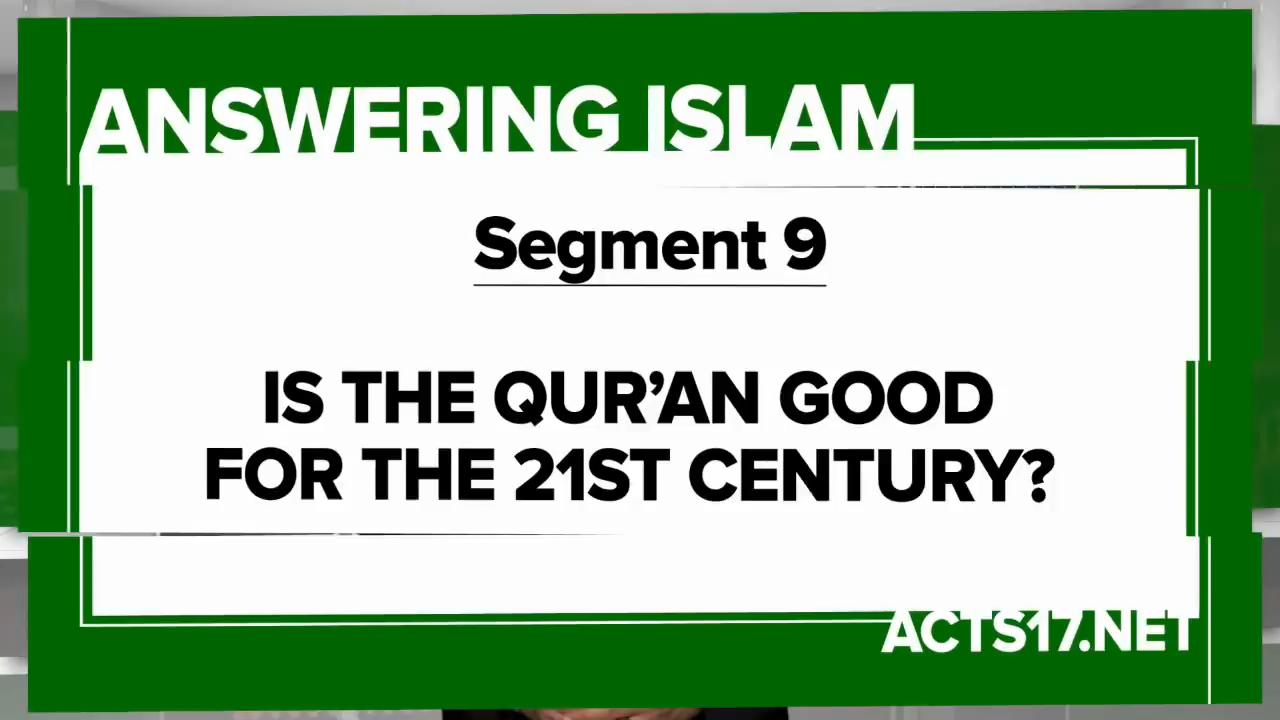 ANSWERING ISLAM
Segment 9
IS THE QUR’AN GOOD
FOR THE 21ST CENTURY?
ACTS17.NET